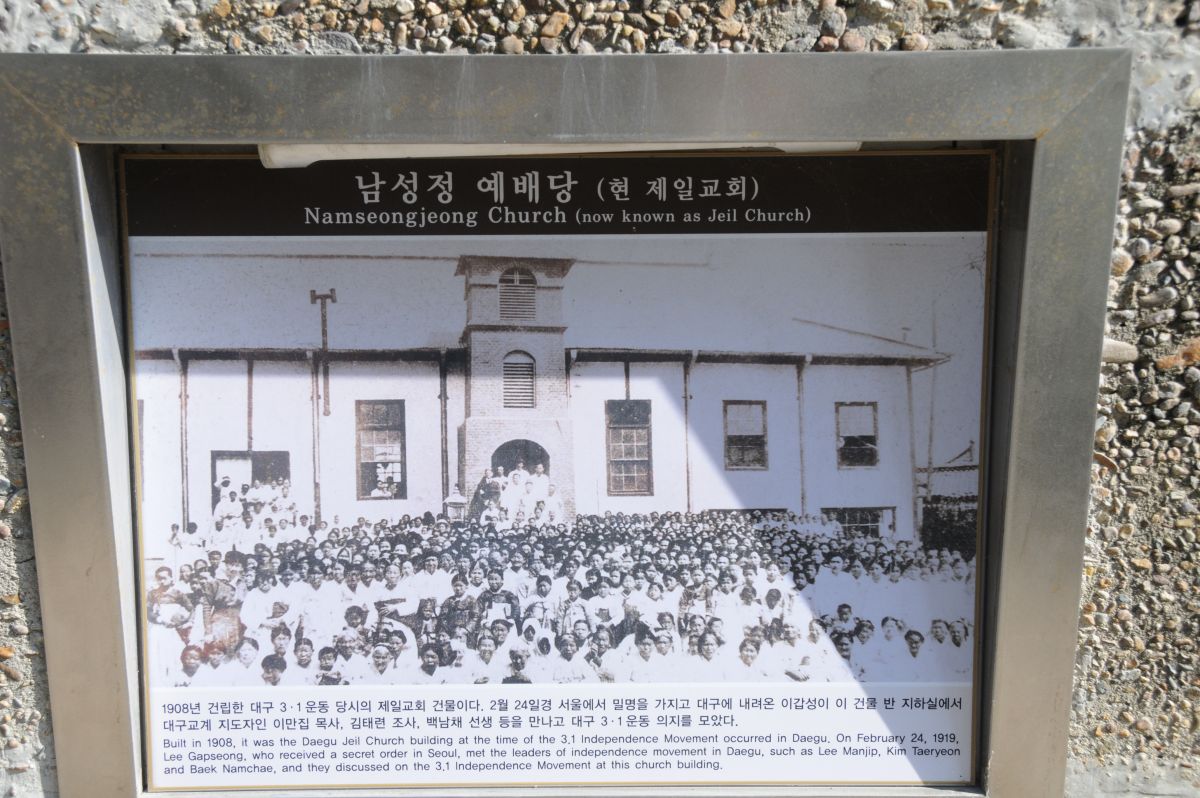 남성정 예배당 (현 제일교회)
Namseongjeong Church (now known as Jeil Church)
1908년 건립한 대구 3·1운동 당시의 제일교회 건물이다. 2월 24일경 서울에서 밀명을 가지고 대구에 내려온 이갑성이 이 건물 반 지하실에서
대구교계 지도자인 이만집 목사, 김태련 조사, 백남채 선생 등을 만나고 대구 3·1운동 의지를 모았다.
Built in 1908, it was the Daegu Jeil Church building at the time of the 3,1 Independence Movement occurred in Daegu. On February 24, 1919,
Lee Gapseong, who received a secret order in Seoul, met the leaders of independence movement in Daegu, such as Lee Manjip, Kim Taeryeon
and Baek Namchae, and they discussed on the 3,1 Independence Movement at this church building.